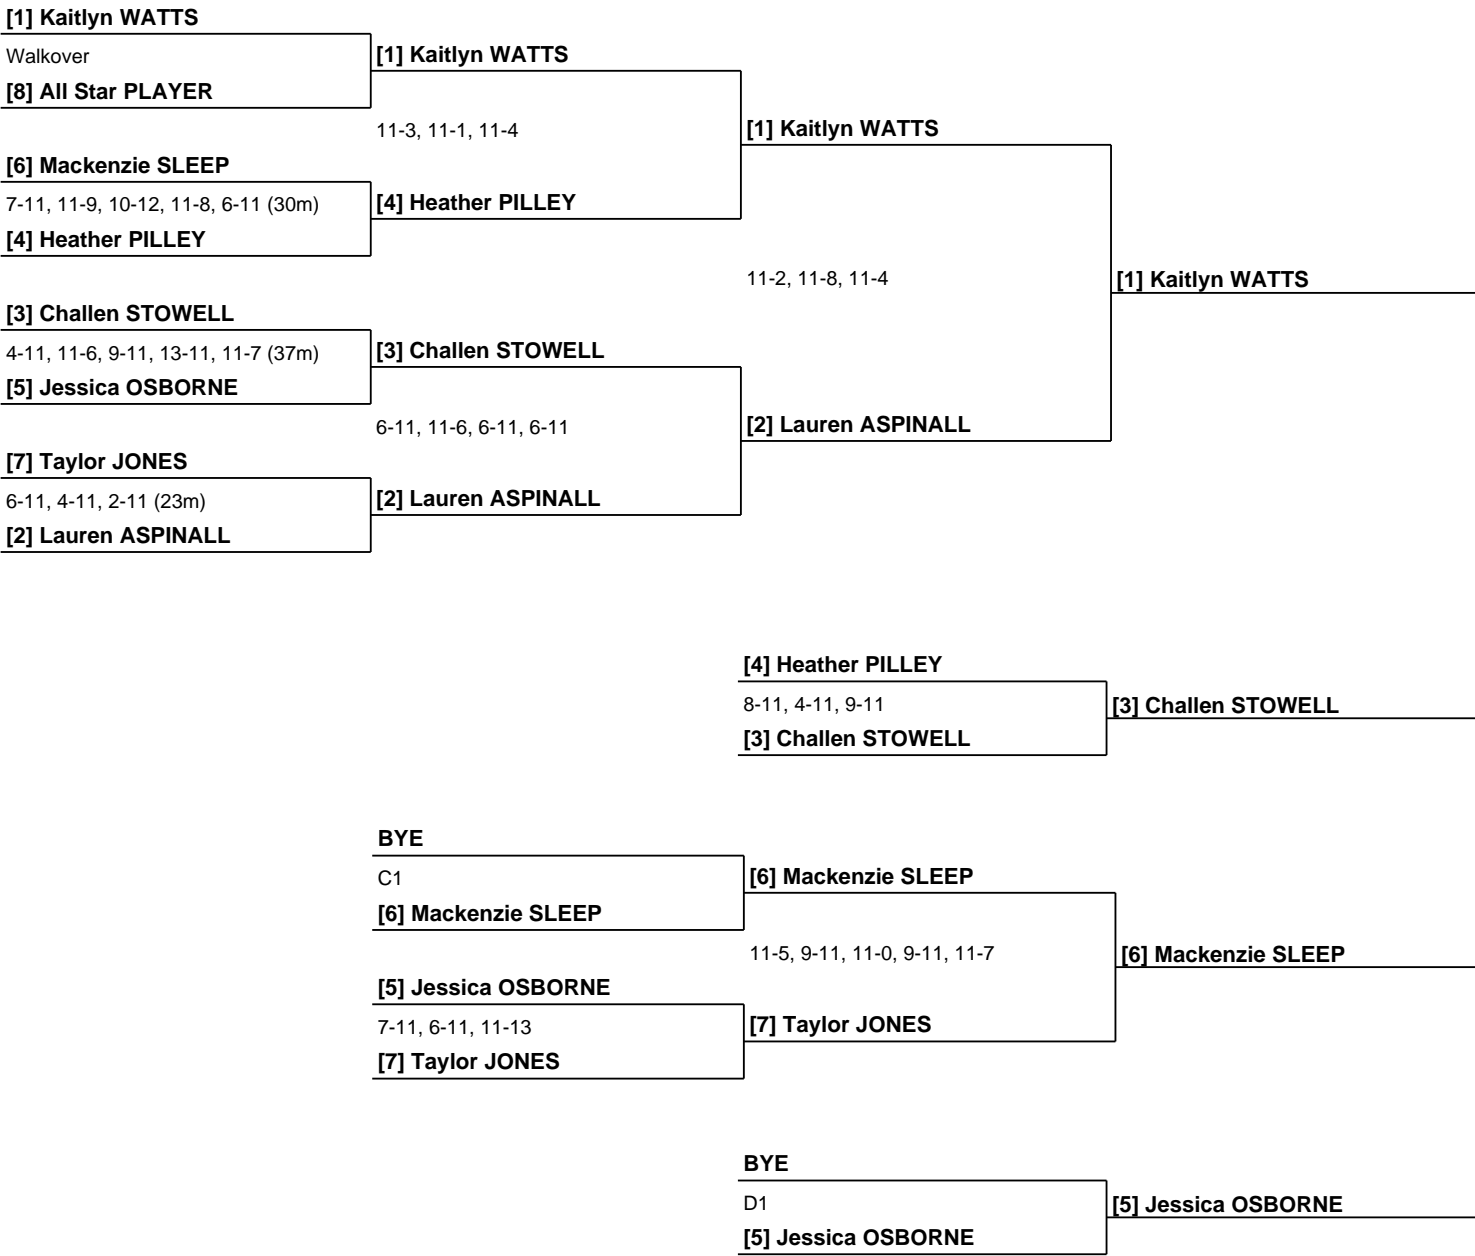 [1] Kaitlyn WATTS
Walkover
[1] Kaitlyn WATTS
[8] All Star PLAYER
11-3, 11-1, 11-4
[1] Kaitlyn WATTS
[6] Mackenzie SLEEP
7-11, 11-9, 10-12, 11-8, 6-11 (30m)
[4] Heather PILLEY
[4] Heather PILLEY
11-2, 11-8, 11-4
[1] Kaitlyn WATTS
[3] Challen STOWELL
4-11, 11-6, 9-11, 13-11, 11-7 (37m)
[3] Challen STOWELL
[5] Jessica OSBORNE
6-11, 11-6, 6-11, 6-11
[2] Lauren ASPINALL
[7] Taylor JONES
6-11, 4-11, 2-11 (23m)
[2] Lauren ASPINALL
[2] Lauren ASPINALL
[4] Heather PILLEY
8-11, 4-11, 9-11
[3] Challen STOWELL
[3] Challen STOWELL
BYE
C1
[6] Mackenzie SLEEP
[6] Mackenzie SLEEP
11-5, 9-11, 11-0, 9-11, 11-7
[6] Mackenzie SLEEP
[5] Jessica OSBORNE
7-11, 6-11, 11-13
[7] Taylor JONES
[7] Taylor JONES
BYE
D1
[5] Jessica OSBORNE
[5] Jessica OSBORNE